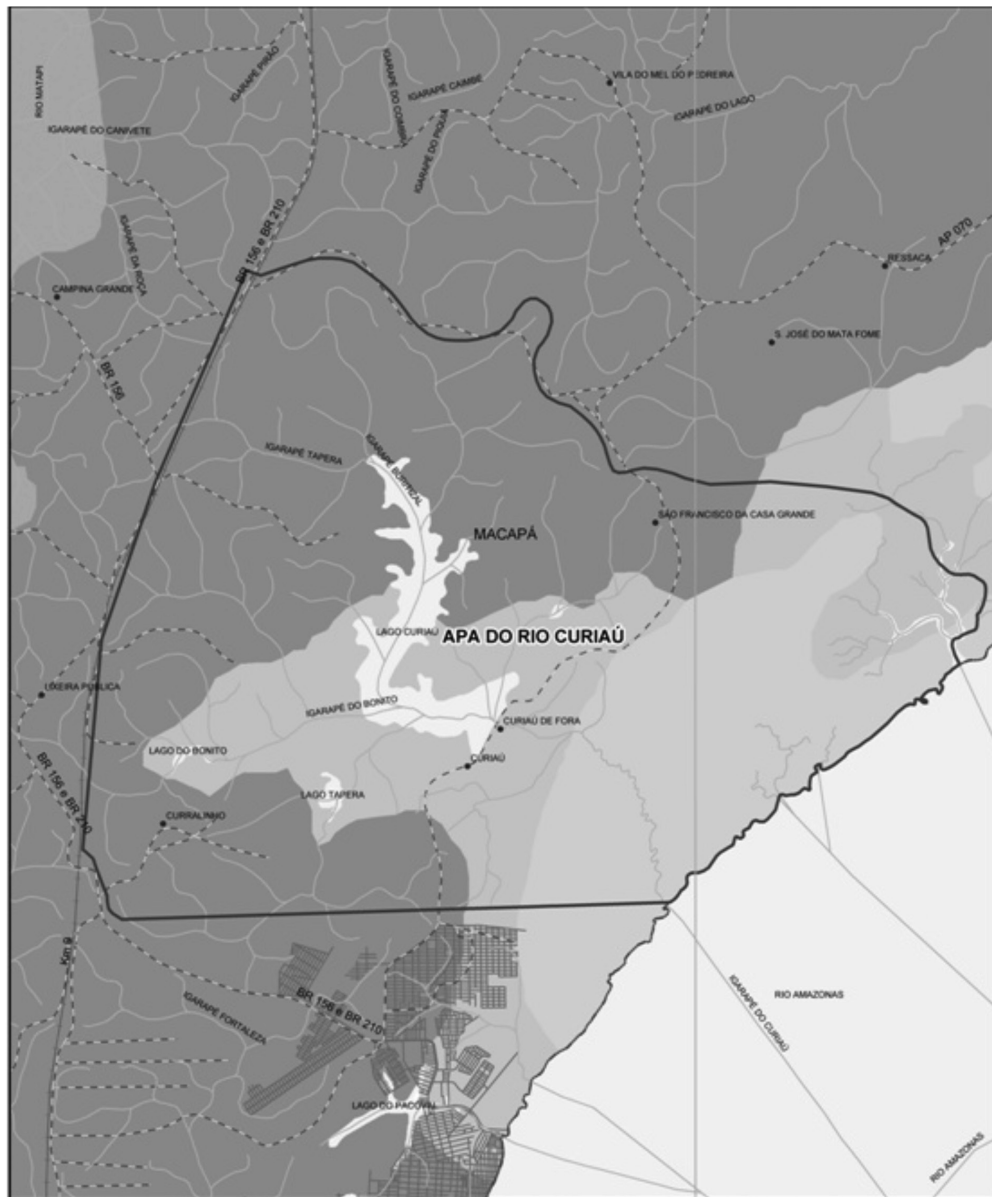 RIO MATAPI
IGARAPÉ PIRÃO
IGARAPÉ DO COIMBRA
IGARAPÉ CAIMBÉ
VILA DO MEL DO PEDREIRA
IGARAPÉ DO LAGO
IGARAPÉ DO CANIVETE
IGARAPÉ DO PIQUIÁ
IGARAPÉ DA ROÇA
BR 156 e BR 210
AP 070
RESSACA
CAMPINA GRANDE
S. JOSÉ DO MATA FOME
BR 156
IGARAPÉ TAPERA
IGARAPÉ BURITIZAL
SÃO FRANCISCO DA CASA GRANDE
MACAPÁ
LAGO CURIAÚ
APA DO RIO CURIAÚ
LIXEIRA PÚBLICA
IGARAPÉ DO BONITO
CURIAÚ DE FORA
LAGO DO BONITO
CURIAÚ
LAGO TAPERA
BR 156 e BR 210
CURRALINHO
Km 9
IGARAPÉ FORTALEZA
BR 156 e BR 210
RIO AMAZONAS
IGARAPÉ DO CURIAÚ
LAGO DO PACOVAL
RIO AMAZONAS